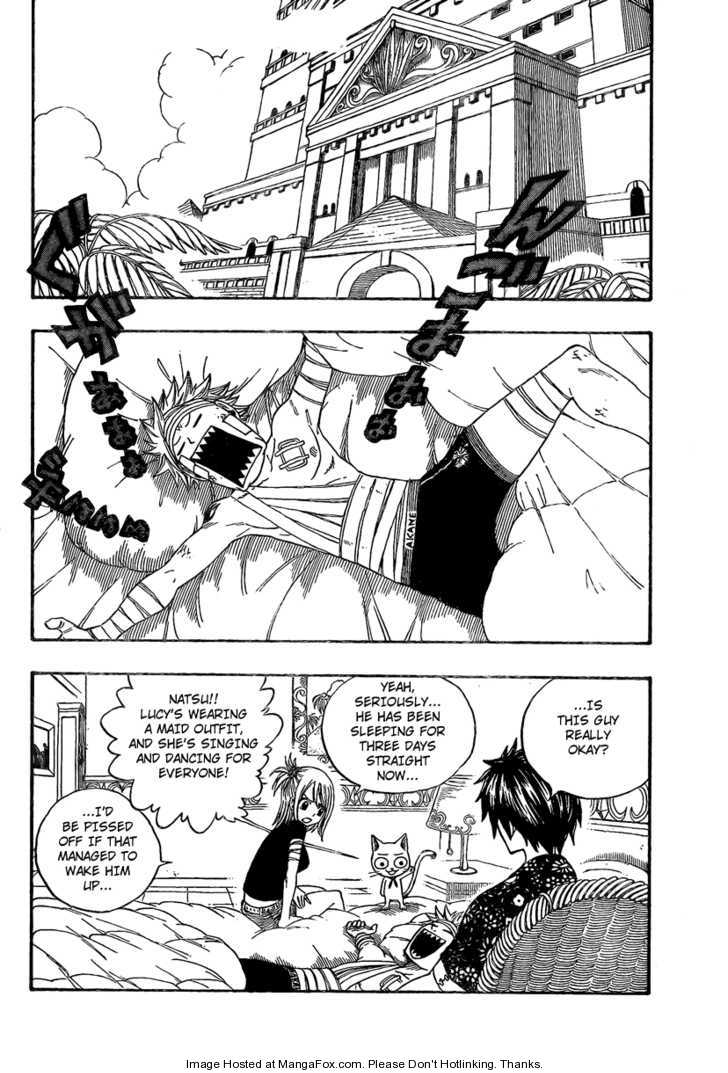 ...IS
THIS GUY
REALLY
OKAY?
YEAH,
SERIOUSLY...
HE HAS BEEN
SLEEPING FOR
THREE DAYS
STRAIGHT
NOW...
NATSU!!
LUCY'S WEARING
A MAID OUTFIT,
AND SHE'S SINGING
AND DANCING FOR
EVERYONE!
...I'D
BE PISSED
OFF IF THAT
MANAGED TO
WAKE HIM
UP...
AKANE
Image Hosted at MangaFox.com. Please Don't Hotlinking. Thanks.